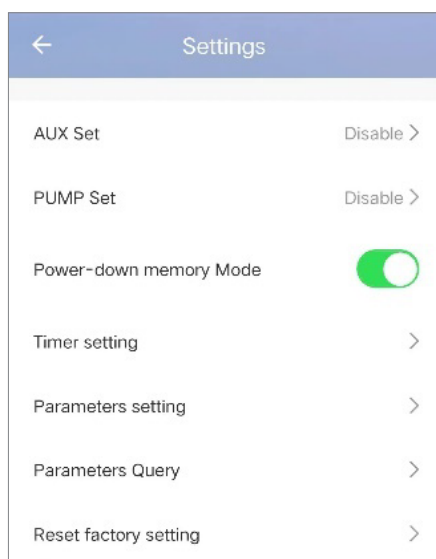 Settings
AUX Set Disable
PUMP Set Disable
Power-down memory Mode
Timer setting
Parameters setting
Parameters Query
Reset factory setting